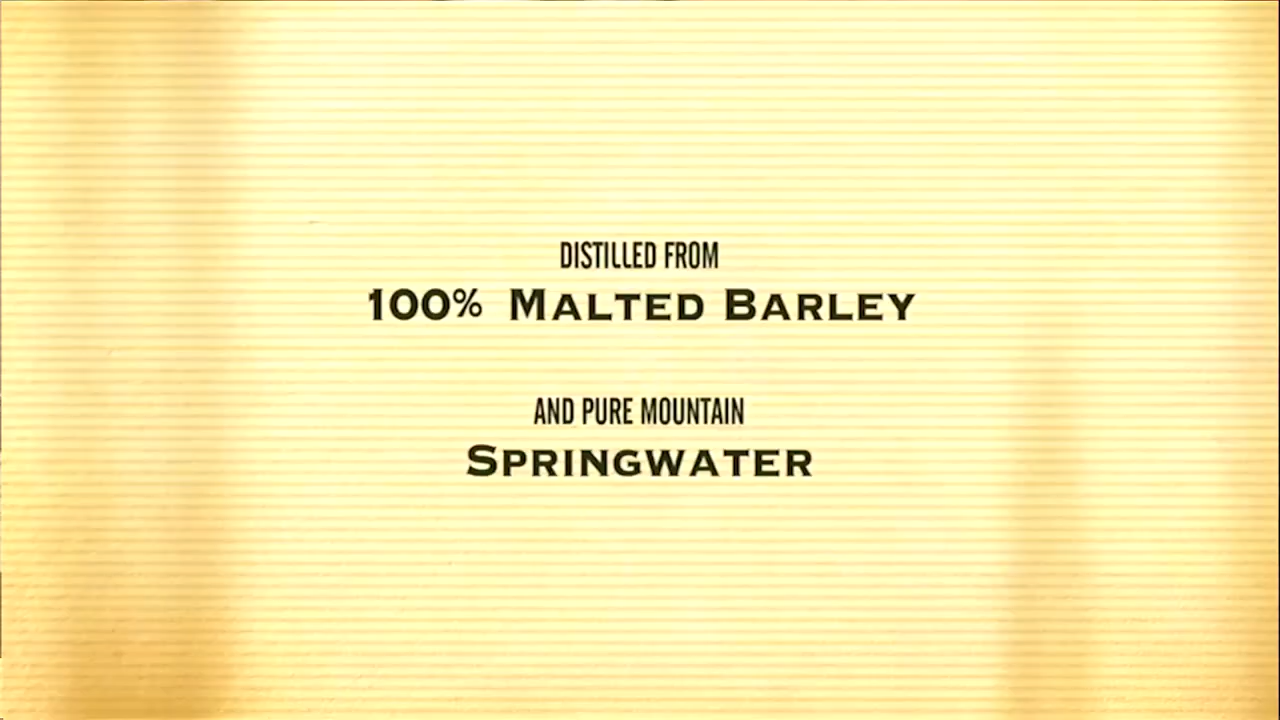 DISTILLED FROM
100% MALTED BARLEY
AND PURE MOUNTAIN
SPRINGWATER